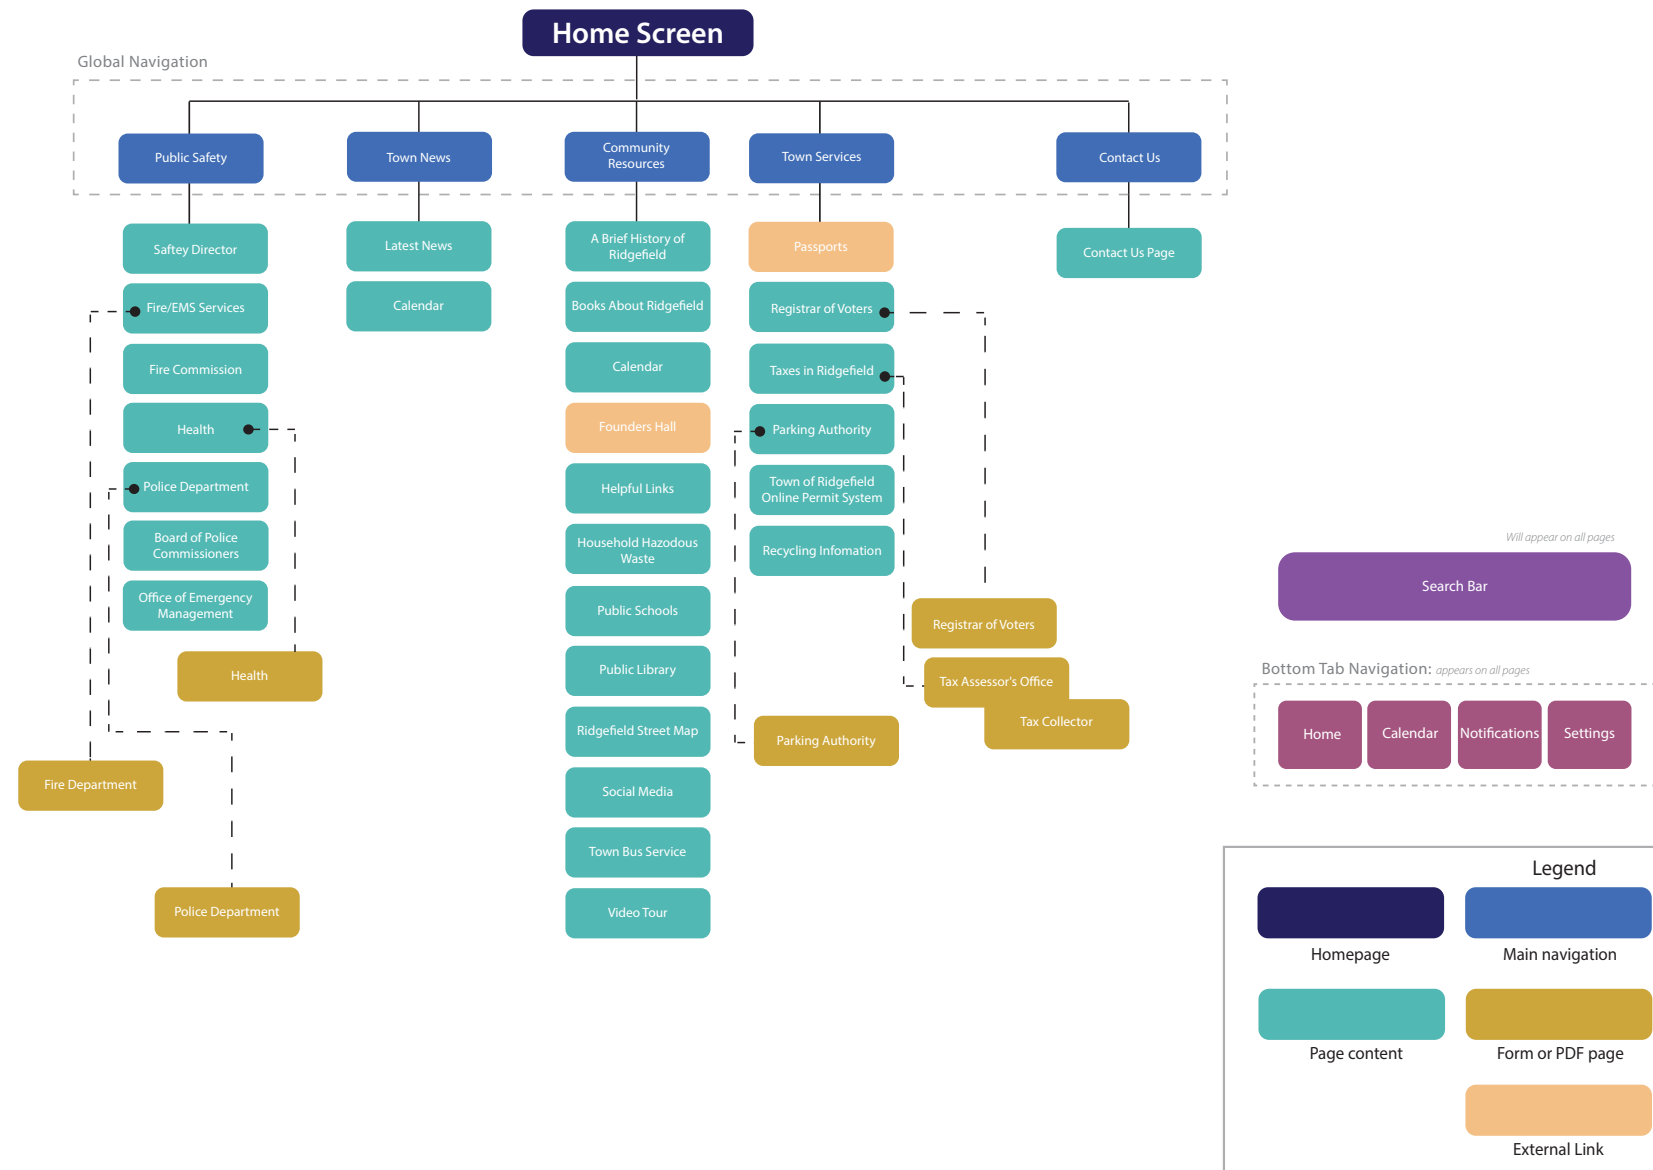 Home Screen
Global Navigation
Public Safety
Town News
Community
Resources
Town Services
Contact Us
Saftey Director
Fire/EMS Services
Fire Commission
Health
Police Department
Board of Police
Commissioners
Office of Emergency
Management
Health
Fire Department
Police Department
Latest News
Calendar
A Brief History of
Ridgefield
Books About Ridgefield
Calendar
Founders Hall
Helpful Links
Household Hazodous
Waste
Public Schools
Public Library
Ridgefield Street Map
Social Media
Town Bus Service
Video Tour
Passports
Registrar of Voters
Taxes in Ridgefield
Parking Authority
Town of Ridgefield
Online Permit System
Recycling Infomation
Registrar of Voters
Tax Assessor's Office
Tax Collector
Parking Authority
Contact Us Page
Will appear on all pages
Search Bar
Bottom Tab Navigation: appears on all pages
Home
Calendar
Notifications
Settings
Legend
Homepage
Main navigation
Page content
Form or PDF page
External Link